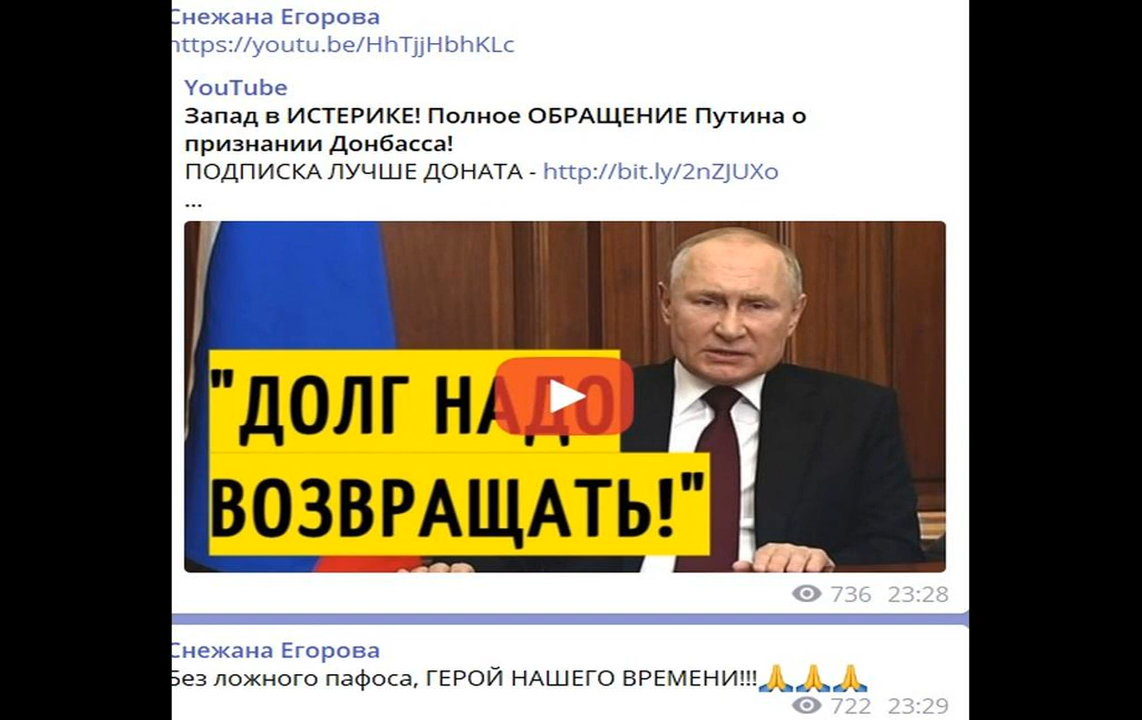 Снежана Егорова
https://youtu.be/HhTjjHbhKLc
YouTube
Запад в ИСТЕРИКЕ! Полное ОБРАЩЕНИЕ Путина о
признании Донбасса!
ПОДПИСКА ЛУЧШЕ ДОНАТА - http://bit.ly/2nZJUXo
...
"ДОЛГ НАДО
ВОЗВРАЩАТЬ!"
736 23:28
Снежана Егорова
Без ложного пафоса, ГЕРОЙ НАШЕГО ВРЕМЕНИ!!!🙏🙏🙏
722 23:29